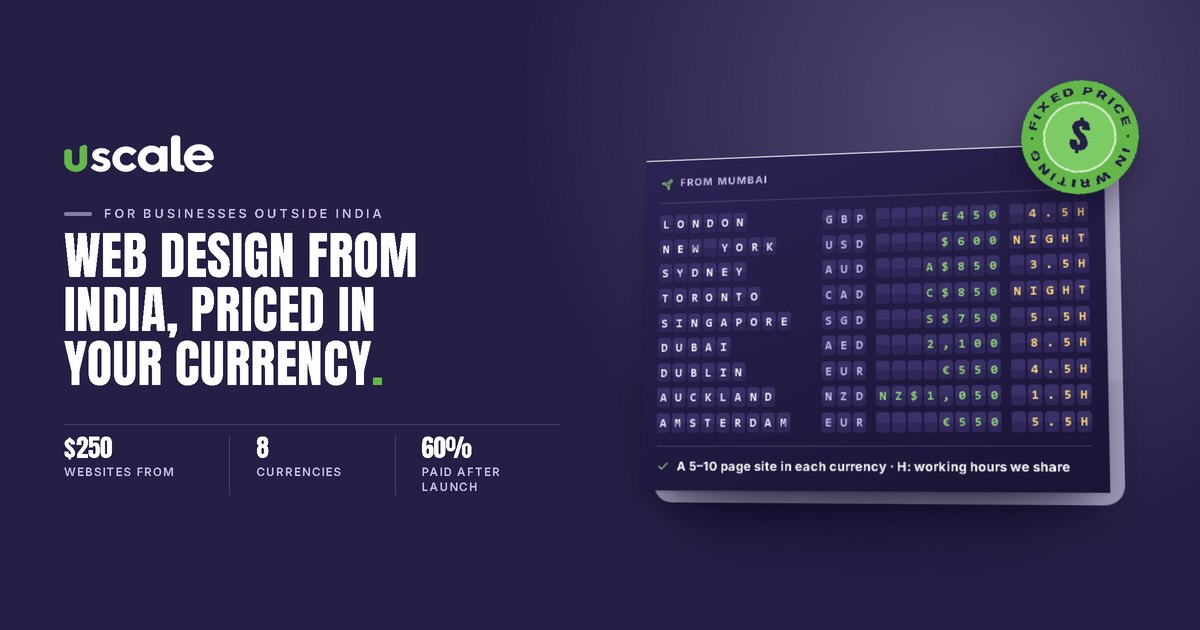 uscale
FOR BUSINESSES OUTSIDE INDIA
WEB DESIGN FROM
INDIA, PRICED IN
YOUR CURRENCY.
$250
WEBSITES FROM
8
CURRENCIES
60%
PAID AFTER
LAUNCH
FIXED PRICE · IN WRITING ·
$
FROM MUMBAI
LONDON GBP £450 4.5H
NEW YORK USD $600 NIGHT
SYDNEY AUD A$850 3.5H
TORONTO CAD C$850 NIGHT
SINGAPORE SGD S$750 5.5H
DUBAI AED 2,100 8.5H
DUBLIN EUR €550 4.5H
AUCKLAND NZD NZ$1,050 1.5H
AMSTERDAM EUR €550 5.5H
A 5–10 page site in each currency · H: working hours we share